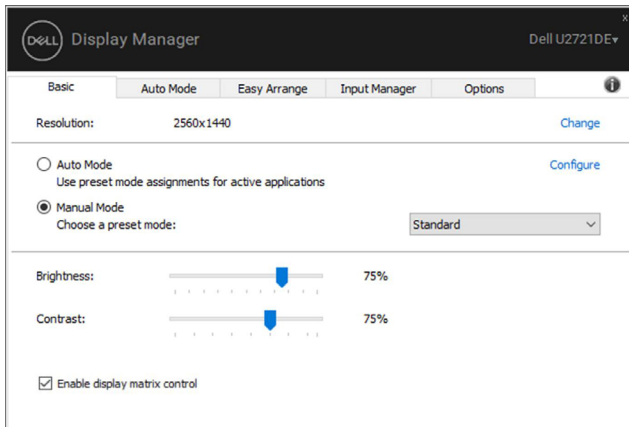 x
DELL Display Manager Dell U2721DE
Basic Auto Mode Easy Arrange Input Manager Options i
Resolution: 2560x1440 Change
Auto Mode Configure
Use preset mode assignments for active applications
Manual Mode
Choose a preset mode: Standard
Brightness: 75%
Contrast: 75%
Enable display matrix control